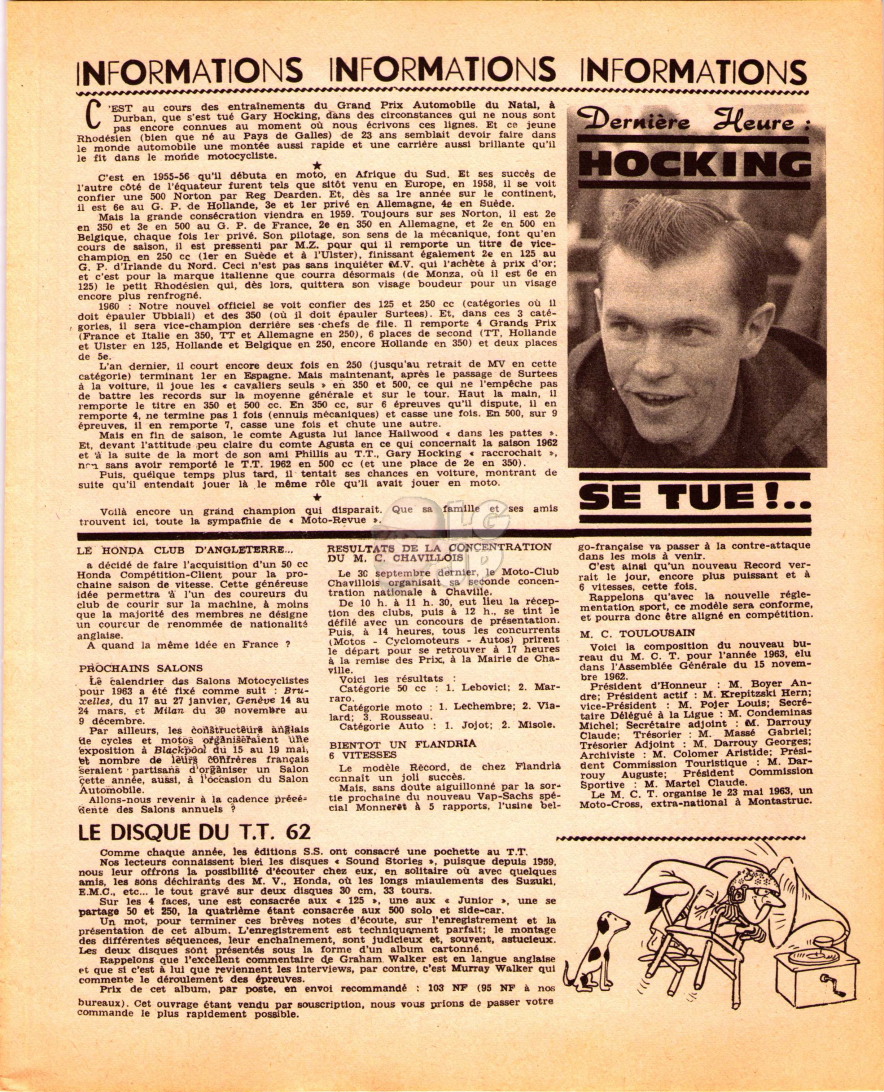 INFORMATIONS INFORMATIONS INFORMATIONS
C'EST au cours des entraînements du Grand Prix Automobile du Natal, à
Durban, que s'est tué Gary Hocking, dans des circonstances qui ne nous sont
pas encore connues au moment où nous écrivons ces lignes. Et ce jeune
Rhodésien (bien que né au Pays de Galles) de 23 ans semblait devoir faire dans
le monde automobile une montée aussi rapide et une carrière aussi brillante qu'il
le fit dans le monde motocycliste.
★
C'est en 1955-56 qu'il débuta en moto, en Afrique du Sud. Et ses succès de
l'autre côté de l'équateur furent tels que sitôt venu en Europe, en 1958, il se voit
confier une 500 Norton par Reg Dearden. Et, dès sa 1re année sur le continent,
il est 6e au G. P. de Hollande, 3e et 1er privé en Allemagne, 4e en Suède.
Mais la grande consécration viendra en 1959. Toujours sur ses Norton, il est 2e
en 350 et 3e en 500 au G. P. de France, 2e en 350 en Allemagne, et 2e en 500 en
Belgique, chaque fois 1er privé. Son pilotage, son sens de la mécanique, font qu'en
cours de saison, il est pressenti par M.Z. pour qui il remporte un titre de vice-
champion en 250 cc (1er en Suède et à l'Ulster), finissant également 2e en 125 au
G. P. d'Irlande du Nord. Ceci n'est pas sans inquiéter M.V. qui l'achète à prix d'or;
et c'est pour la marque italienne que courra désormais (de Monza, où il est 6e en
125) le petit Rhodésien qui, dès lors, quittera son visage boudeur pour un visage
encore plus renfrogné.
1960 : Notre nouvel officiel se voit confier des 125 et 250 cc (catégories où il
doit épauler Ubbiali) et des 350 (où il doit épauler Surtees). Et, dans ces 3 caté-
gories, il sera vice-champion derrière ses chefs de file. Il remporte 4 Grands Prix
(France et Italie en 350, TT et Allemagne en 250), 6 places de second (TT, Hollande
et Ulster en 125, Hollande et Belgique en 250, encore Hollande en 350) et deux places
de 5e.
L'an dernier, il court encore deux fois en 250 (jusqu'au retrait de MV en cette
catégorie) terminant 1er en Espagne. Mais maintenant, après le passage de Surtees
à la voiture, il joue les « cavaliers seuls » en 350 et 500, ce qui ne l'empêche pas
de battre les records sur la moyenne générale et sur le tour. Haut la main, il
remporte le titre en 350 et 500 cc. En 350 cc, sur 6 épreuves qu'il dispute, il en
remporte 4, ne termine pas 1 fois (ennuis mécaniques) et casse une fois. En 500, sur 9
épreuves, il en remporte 7, casse une fois et chute une autre.
Mais en fin de saison, le comte Agusta lui lance Hailwood « dans les pattes ».
Et, devant l'attitude peu claire du comte Agusta en ce qui concernait la saison 1962
et à la suite de la mort de son ami Phillis au T.T., Gary Hocking « raccrochait »,
non sans avoir remporté le T.T. 1962 en 500 cc (et une place de 2e en 350).
Puis, quelque temps plus tard, il tentait ses chances en voiture, montrant de
suite qu'il entendait jouer là le même rôle qu'il avait jouer en moto.
★
Voilà encore un grand champion qui disparait. Que sa famille et ses amis
trouvent ici, toute la sympathie de « Moto-Revue ».
Dernière Heure :
HOCKING
SE TUE !..
LE HONDA CLUB D'ANGLETERRE...
a décidé de faire l'acquisition d'un 50 cc
Honda Compétition-Client pour la pro-
chaine saison de vitesse. Cette généreuse
idée permettra à l'un des coureurs du
club de courir sur la machine, à moins
que la majorité des membres ne désigne
un coureur de renommée de nationalité
anglaise.
A quand la même idée en France ?
PROCHAINS SALONS
Le calendrier des Salons Motocyclistes
pour 1963 a été fixé comme suit : Bru-
xelles, du 17 au 27 janvier, Genève 14 au
24 mars, et Milan du 30 novembre au
9 décembre.
Par ailleurs, les constructeurs anglais
de cycles et motos organiseraient une
exposition à Blackpool du 15 au 19 mai,
et nombre de leurs confrères français
seraient partisans d'organiser un Salon
cette année, aussi, à l'occasion du Salon
Automobile.
Allons-nous revenir à la cadence précé-
dente des Salons annuels ?
RESULTATS DE LA CONCENTRATION
DU M. C. CHAVILLOIS
Le 30 septembre dernier, le Moto-Club
Chavillois organisait sa seconde concen-
tration nationale à Chaville.
De 10 h. à 11 h. 30, eut lieu la récep-
tion des clubs, puis à 12 h., se tint le
défilé avec un concours de présentation.
Puis, à 14 heures, tous les concurrents
(Motos - Cyclomoteurs - Autos) prirent
le départ pour se retrouver à 17 heures
à la remise des Prix, à la Mairie de Cha-
ville.
Voici les résultats :
Catégorie 50 cc : 1. Lebovici; 2. Mar-
raro.
Catégorie moto : 1. Lechembre; 2. Via-
lard; 3. Rousseau.
Catégorie Auto : 1. Jojot; 2. Misole.
BIENTOT UN FLANDRIA
6 VITESSES
Le modèle Récord, de chez Flandria
connaît un joli succès.
Mais, sans doute aiguillonné par la sor-
tie prochaine du nouveau Vap-Sachs spé-
cial Monneret à 5 rapports, l'usine bel-
go-française va passer à la contre-attaque
dans les mois à venir.
C'est ainsi qu'un nouveau Record ver-
rait le jour, encore plus puissant et à
6 vitesses, cette fois.
Rappelons qu'avec la nouvelle régle-
mentation sport, ce modèle sera conforme,
et pourra donc être aligné en compétition.
M. C. TOULOUSAIN
Voici la composition du nouveau bu-
reau du M. C. T. pour l'année 1963, élu
dans l'Assemblée Générale du 15 novem-
bre 1962.
Président d'Honneur : M. Boyer An-
dre; Président actif : M. Krepitzski Hern;
vice-Président : M. Pojer Louis; Secré-
taire Délégué à la Ligue : M. Condeminas
Michel; Secrétaire adjoint : M. Darrouy
Claude; Trésorier : M. Massé Gabriel;
Trésorier Adjoint : M. Darrouy Georges;
Archiviste : M. Colomer Aristide; Prési-
dent Commission Touristique : M. Dar-
rouy Auguste; Président Commission
Sportive : M. Martel Claude.
Le M. C. T. organise le 23 mai 1963, un
Moto-Cross, extra-national à Montastruc.
LE DISQUE DU T.T. 62
Comme chaque année, les éditions S.S. ont consacré une pochette au T.T.
Nos lecteurs connaissent bien les disques « Sound Stories », puisque depuis 1959,
nous leur offrons la possibilité d'écouter chez eux, en solitaire où avec quelques
amis, les sons déchirants des M. V., Honda, où les longs miaulements des Suzuki,
E.M.C., etc... le tout gravé sur deux disques 30 cm, 33 tours.
Sur les 4 faces, une est consacrée aux « 125 », une aux « Junior », une se
partage 50 et 250, la quatrième étant consacrée aux 500 solo et side-car.
Un mot, pour terminer ces brèves notes d'écoute, sur l'enregistrement et la
présentation de cet album. L'enregistrement est techniquement parfait; le montage
des différentes séquences, leur enchaînement, sont judicieux et, souvent, astucieux.
Les deux disques sont présentés sous la forme d'un album cartonné.
Rappelons que l'excellent commentaire de Graham Walker est en langue anglaise
et que si c'est à lui que reviennent les interviews, par contre, c'est Murray Walker qui
commente le déroulement des épreuves.
Prix de cet album, par poste, en envoi recommandé : 103 NF (95 NF à nos
bureaux). Cet ouvrage étant vendu par souscription, nous vous prions de passer votre
commande le plus rapidement possible.